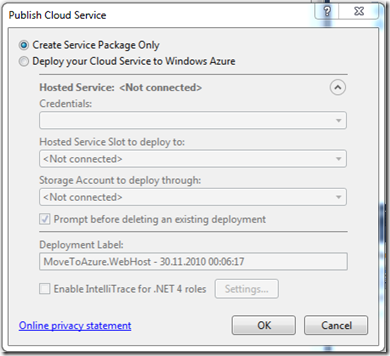 Publish Cloud Service
Create Service Package Only
Deploy your Cloud Service to Windows Azure
Hosted Service: <Not connected>
Credentials:
Hosted Service Slot to deploy to:
<Not connected>
Storage Account to deploy through:
<Not connected>
Prompt before deleting an existing deployment
Deployment Label:
MoveToAzure.WebHost - 30.11.2010 00:06:17
Enable IntelliTrace for .NET 4 roles
Settings...
Online privacy statement
OK
Cancel